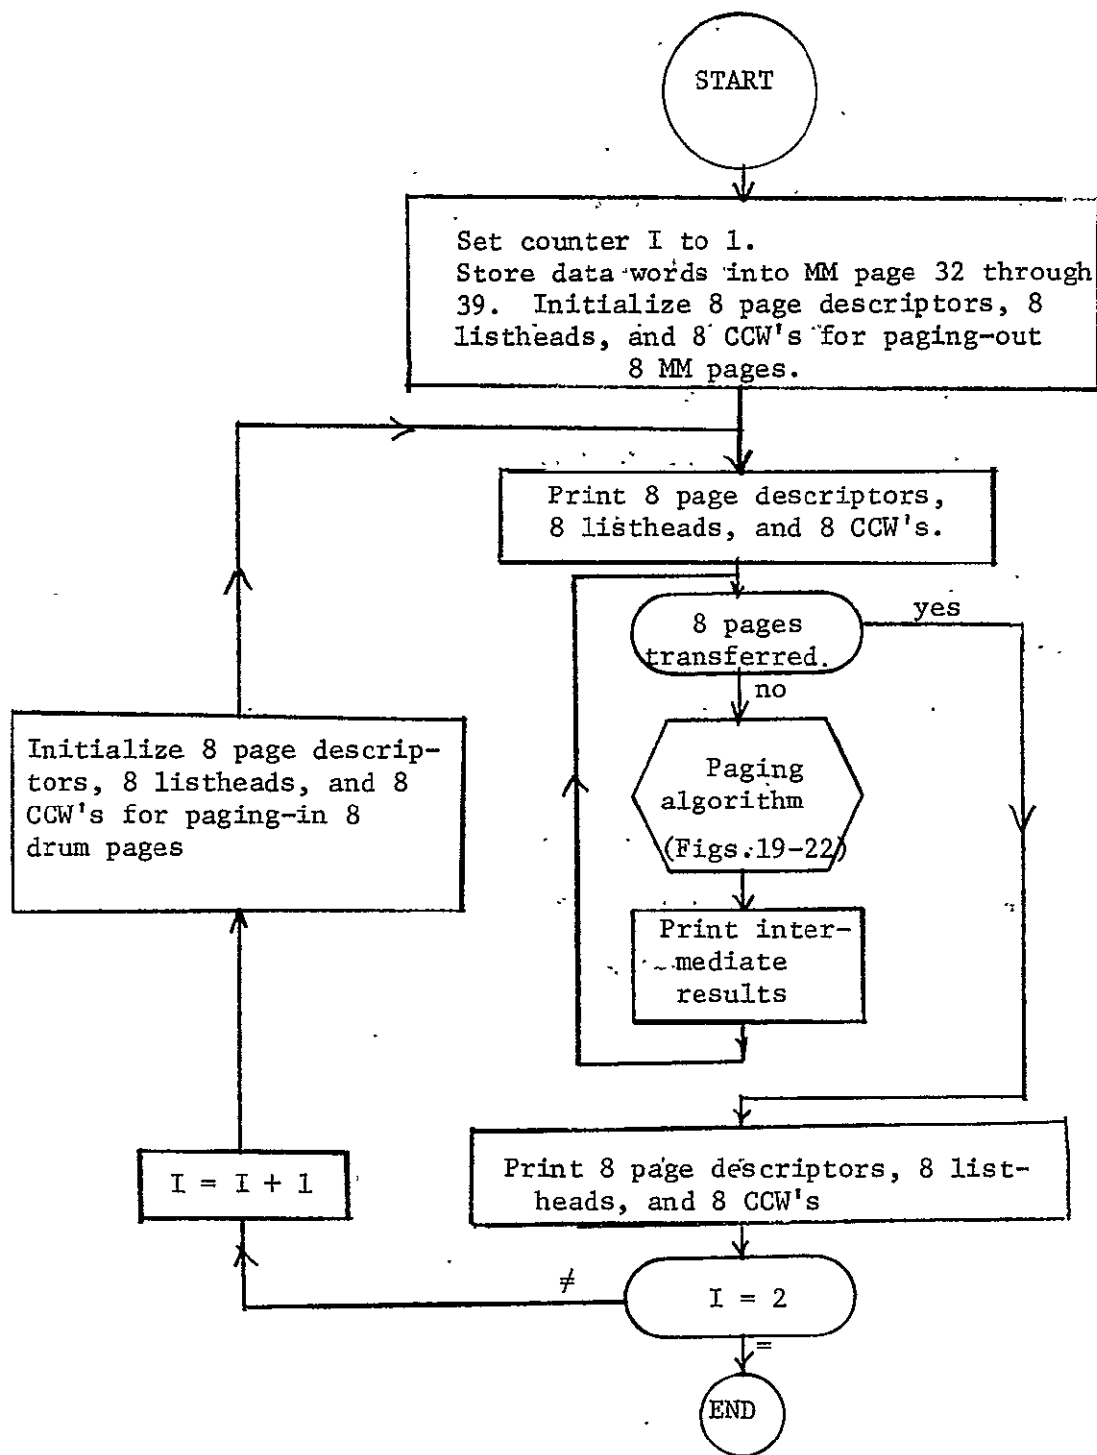 START
Set counter I to 1.
Store data words into MM page 32 through
39. Initialize 8 page descriptors, 8
listheads, and 8 CCW's for paging-out
8 MM pages.
Print 8 page descriptors,
8 listheads, and 8 CCW's.
8 pages
transferred.
yes
no
Paging
algorithm
(Figs. 19-22)
Print inter-
mediate
results
Initialize 8 page descrip-
tors, 8 listheads, and 8
CCW's for paging-in 8
drum pages
Print 8 page descriptors, 8 list-
heads, and 8 CCW's
I = I + 1
≠
I = 2
=
END